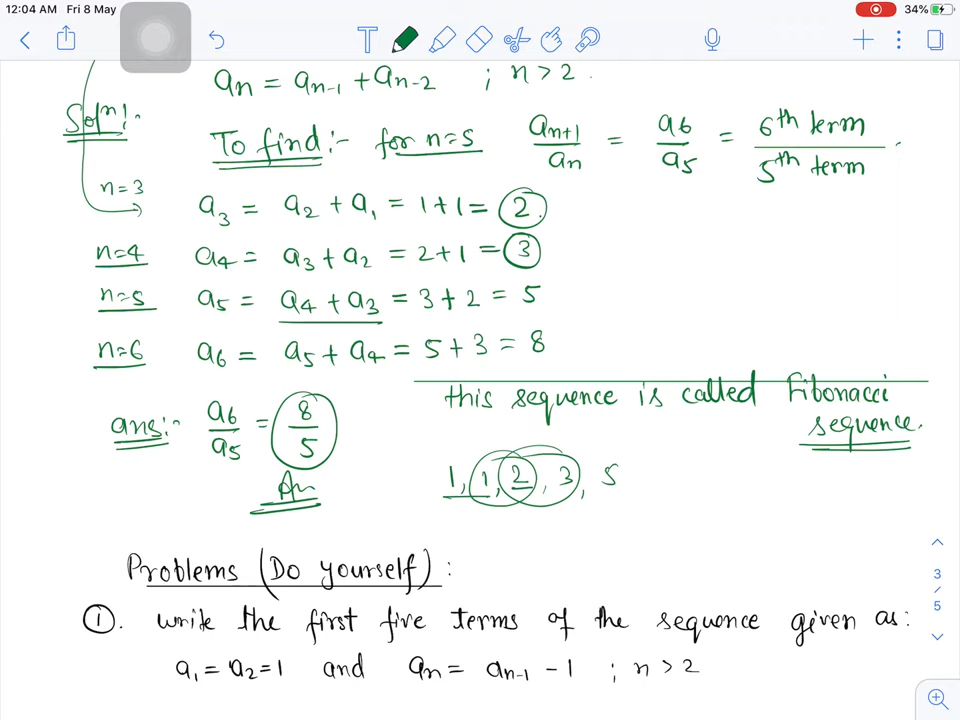 12:04 AM Fri 8 May 34%
T
an = an-1 + an-2 ; n > 2
Solⁿ:-
To find:- for n=5 an+1/an = a6/a5 = 6th term/5th term.
n=3
a3 = a2 + a1 = 1+1 = 2
n=4 a4 = a3 + a2 = 2+1 = 3
n=5 a5 = a4 + a3 = 3+2 = 5
n=6 a6 = a5 + a4 = 5+3 = 8
this sequence is called Fibonacci
sequence.
ans:- a6/a5 = 8/5
An
1, 1, 2, 3, 5
Problems (Do yourself) :
①. write the first five terms of the sequence given as:
a1 = a2 = 1 and an = an-1 - 1 ; n > 2
3
/
5